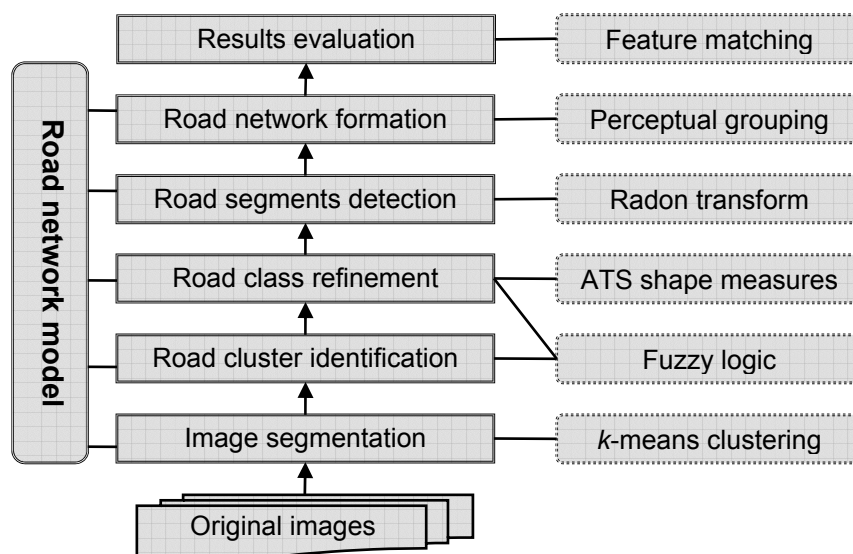 Results evaluation
Feature matching
Road network model
Road network formation
Perceptual grouping
Road segments detection
Radon transform
Road class refinement
ATS shape measures
Road cluster identification
Fuzzy logic
Image segmentation
k-means clustering
Original images